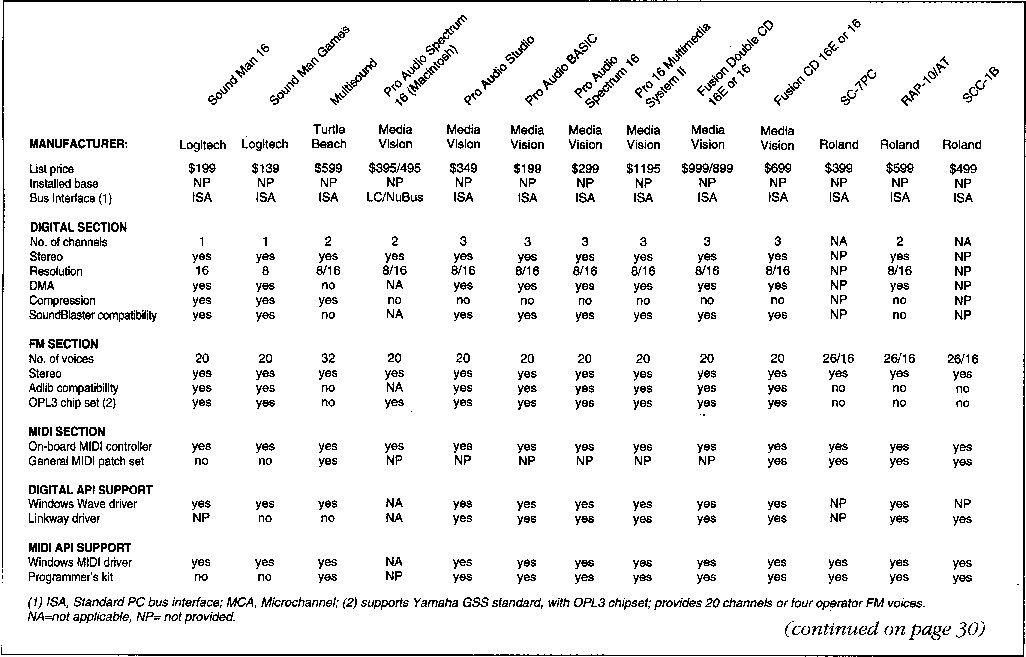 Sound Man 16 Sound Man Games Multisound Pro Audio Spectrum 16 (Macintosh) Pro Audio Studio Pro Audio BASIC Pro Audio Spectrum 16 Pro 16 Multimedia System II Fusion Double CD 16E or 16 Fusion CD 16E or 16 SC-7PC RAP-10/AT SCC-1B
MANUFACTURER: Logitech Logitech Turtle Beach Media Vision Media Vision Media Vision Media Vision Media Vision Media Vision Media Vision Roland Roland Roland
List price $199 $139 $599 $395/495 $349 $199 $299 $1195 $999/899 $699 $399 $599 $499
Installed base NP NP NP NP NP NP NP NP NP NP NP NP NP
Bus Interface (1) ISA ISA ISA LC/NuBus ISA ISA ISA ISA ISA ISA ISA ISA ISA
DIGITAL SECTION
No. of channels 1 1 2 2 3 3 3 3 3 3 NA 2 NA
Stereo yes yes yes yes yes yes yes yes yes yes NP yes NP
Resolution 16 8 8/16 8/16 8/16 8/16 8/16 8/16 8/16 8/16 NP 8/16 NP
DMA yes yes no NA yes yes yes yes yes yes NP yes NP
Compression yes yes yes no no no no no no no NP no NP
SoundBlaster compatibility yes yes no NA yes yes yes yes yes yes NP no NP
FM SECTION
No. of voices 20 20 32 20 20 20 20 20 20 20 26/16 26/16 26/16
Stereo yes yes yes yes yes yes yes yes yes yes yes yes yes
Adlib compatibility yes yes no NA yes yes yes yes yes yes no no no
OPL3 chip set (2) yes yes no yes yes yes yes yes yes yes no no no
MIDI SECTION
On-board MIDI controller yes yes yes yes yes yes yes yes yes yes yes yes yes
General MIDI patch set no no yes NP NP NP NP NP NP yes yes yes yes
DIGITAL API SUPPORT
Windows Wave driver yes yes yes NA yes yes yes yes yes yes NP yes NP
Linkway driver NP no no NA yes yes yes yes yes yes NP yes yes
MIDI API SUPPORT
Windows MIDI driver yes yes yes NA yes yes yes yes yes yes yes yes yes
Programmer's kit no no yes NP yes yes yes yes yes yes yes yes yes
(1) ISA, Standard PC bus interface; MCA, Microchannel; (2) supports Yamaha GSS standard, with OPL3 chipset; provides 20 channels or four operator FM voices.
NA=not applicable, NP= not provided.
(continued on page 30)